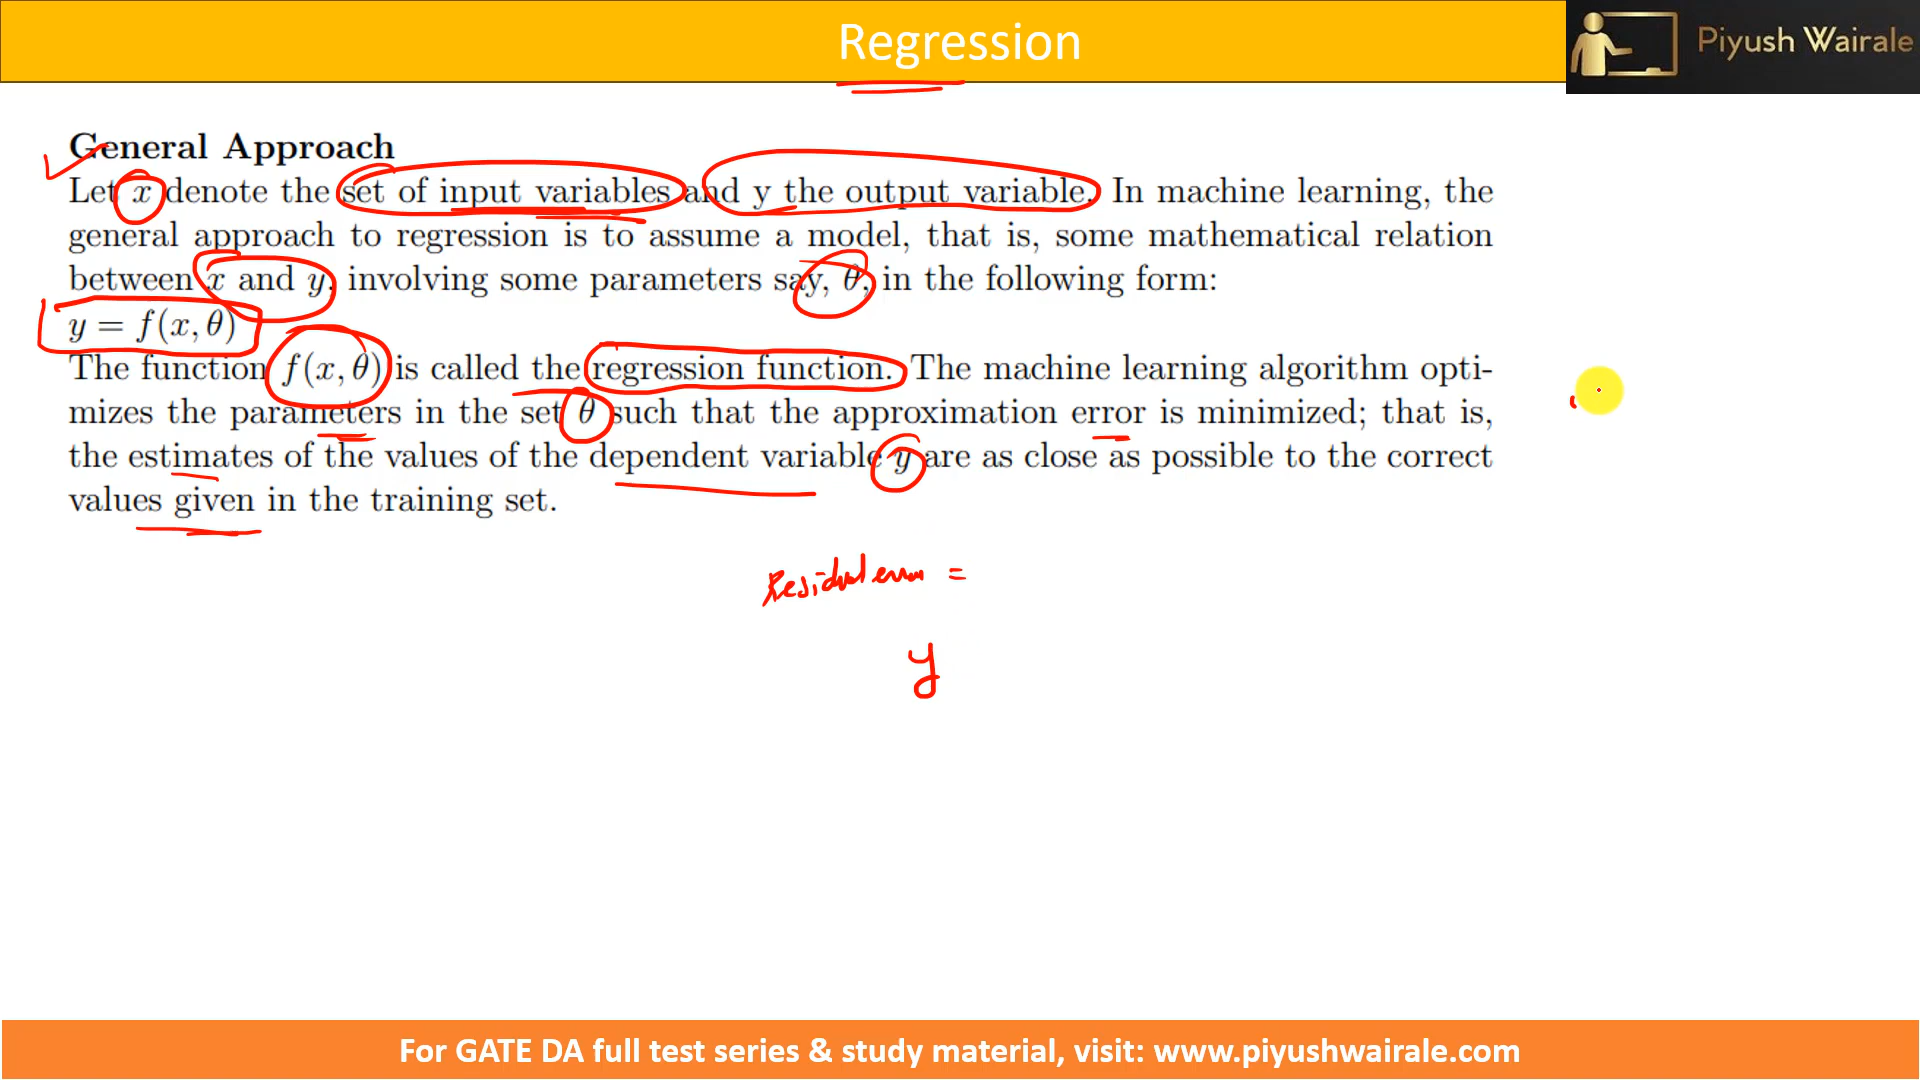 Regression
Piyush Wairale
General Approach
Let x denote the set of input variables and y the output variable. In machine learning, the
general approach to regression is to assume a model, that is, some mathematical relation
between x and y, involving some parameters say, θ, in the following form:
y = f(x, θ)
The function f(x, θ) is called the regression function. The machine learning algorithm opti-
mizes the parameters in the set θ such that the approximation error is minimized; that is,
the estimates of the values of the dependent variable y are as close as possible to the correct
values given in the training set.
Residual error =
y
For GATE DA full test series & study material, visit: www.piyushwairale.com